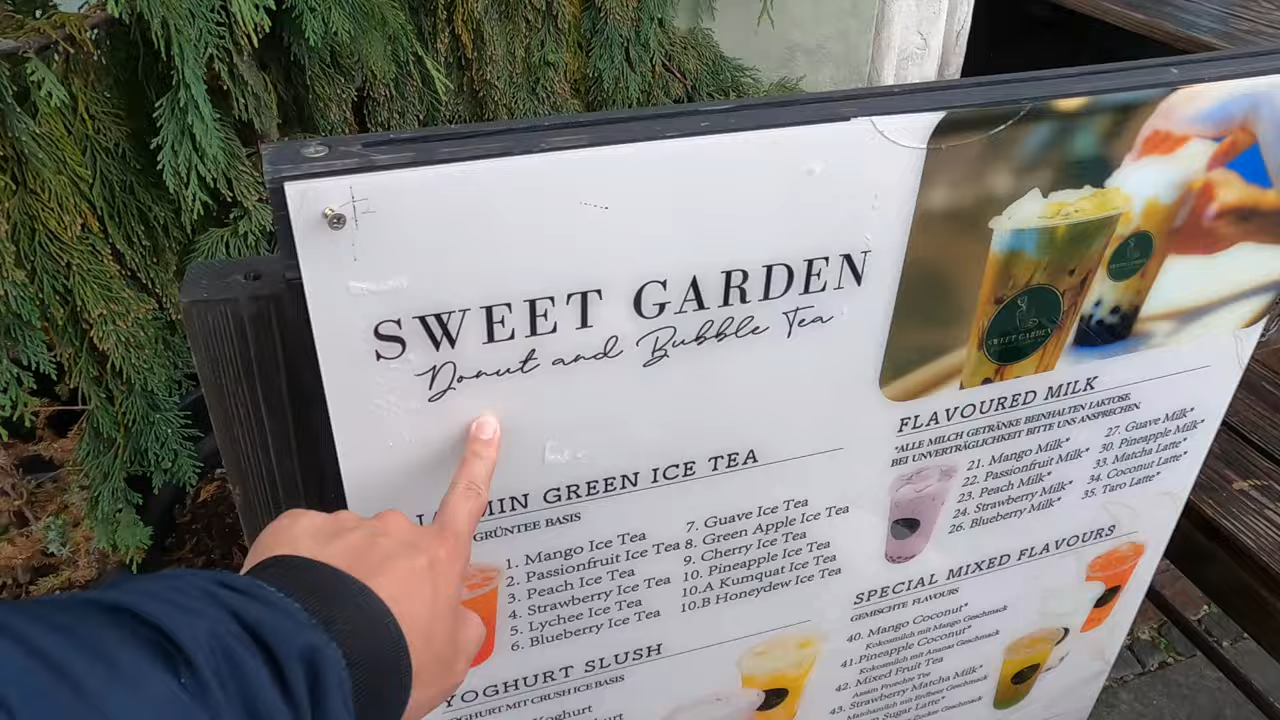 SWEET GARDEN
Donut and Bubble Tea
GREEN ICE TEA
GRÜNTEE BASIS
1. Mango Ice Tea
2. Passionfruit Ice Tea
3. Peach Ice Tea
4. Strawberry Ice Tea
5. Lychee Ice Tea
6. Blueberry Ice Tea
7. Guave Ice Tea
8. Green Apple Ice Tea
9. Cherry Ice Tea
10. Pineapple Ice Tea
10.A Kumquat Ice Tea
10.B Honeydew Ice Tea
YOGHURT SLUSH
YOGHURT MIT CRUSH ICE BASIS
Yoghurt
FLAVOURED MILK
*ALLE MILCH GETRÄNKE BEINHALTEN LAKTOSE.
BEI UNVERTRÄGLICHKEIT BITTE UNS ANSPRECHEN.
21. Mango Milk*
22. Passionfruit Milk*
23. Peach Milk*
24. Strawberry Milk*
26. Blueberry Milk*
27. Guave Milk*
30. Pineapple Milk*
33. Matcha Latte*
34. Coconut Latte*
35. Taro Latte*
SPECIAL MIXED FLAVOURS
GEMISCHTE FLAVOURS
40. Mango Coconut*
Kokosmilch mit Mango Geschmack
41. Pineapple Coconut*
Kokosmilch mit Ananas Geschmack
42. Mixed Fruit Tea
Assam Fruechte Tee
43. Strawberry Matcha Milk*
Matchamilch mit Erdbeer Geschmack
Sugar Latte*
SWEET GARDEN